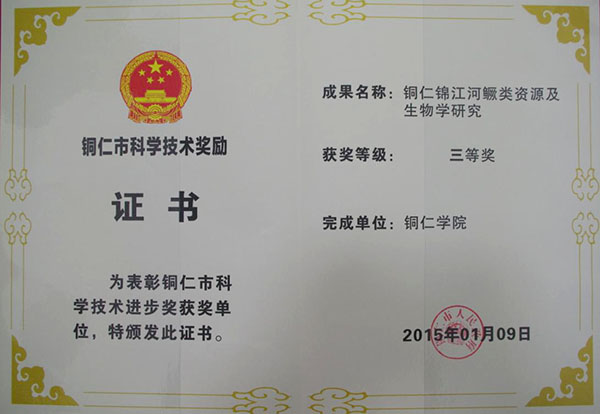 铜仁市科学技术奖励
证书
为表彰铜仁市科
学技术进步奖获奖单
位，特颁发此证书。
成果名称：铜仁锦江河鳜类资源及
生物学研究
获奖等级：三等奖
完成单位：铜仁学院
2015年01月09日